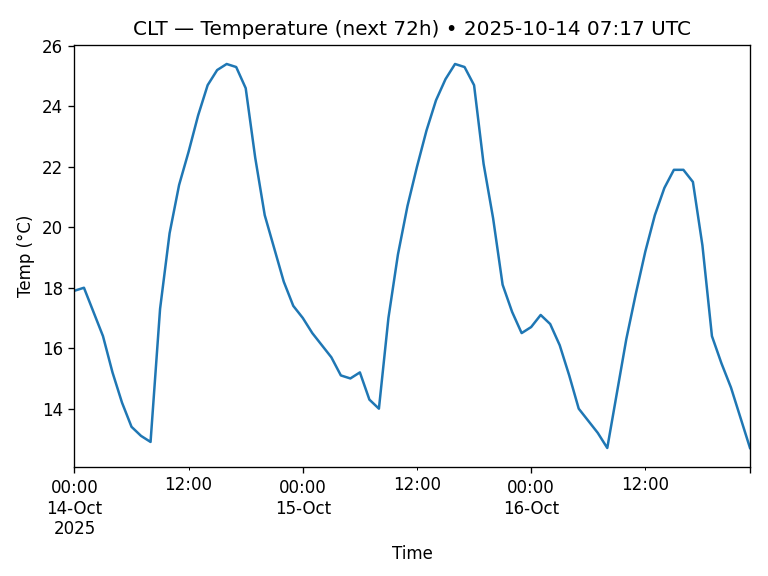 CLT — Temperature (next 72h) • 2025-10-14 07:17 UTC
26
24
22
20
18
16
14
Temp (°C)
00:00 12:00 00:00 12:00 00:00 12:00
14-Oct 15-Oct 16-Oct
2025
Time